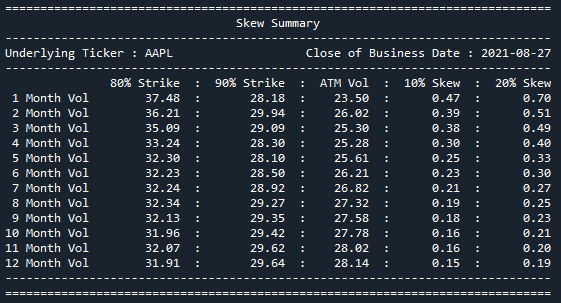 Skew Summary
Underlying Ticker : AAPL Close of Business Date : 2021-08-27
80% Strike : 90% Strike : ATM Vol : 10% Skew : 20% Skew
1 Month Vol 37.48 : 28.18 : 23.50 : 0.47 : 0.70
2 Month Vol 36.21 : 29.94 : 26.02 : 0.39 : 0.51
3 Month Vol 35.09 : 29.09 : 25.30 : 0.38 : 0.49
4 Month Vol 33.24 : 28.30 : 25.28 : 0.30 : 0.40
5 Month Vol 32.30 : 28.10 : 25.61 : 0.25 : 0.33
6 Month Vol 32.23 : 28.50 : 26.21 : 0.23 : 0.30
7 Month Vol 32.24 : 28.92 : 26.82 : 0.21 : 0.27
8 Month Vol 32.34 : 29.27 : 27.32 : 0.19 : 0.25
9 Month Vol 32.13 : 29.35 : 27.58 : 0.18 : 0.23
10 Month Vol 31.96 : 29.42 : 27.78 : 0.16 : 0.21
11 Month Vol 32.07 : 29.62 : 28.02 : 0.16 : 0.20
12 Month Vol 31.91 : 29.64 : 28.14 : 0.15 : 0.19